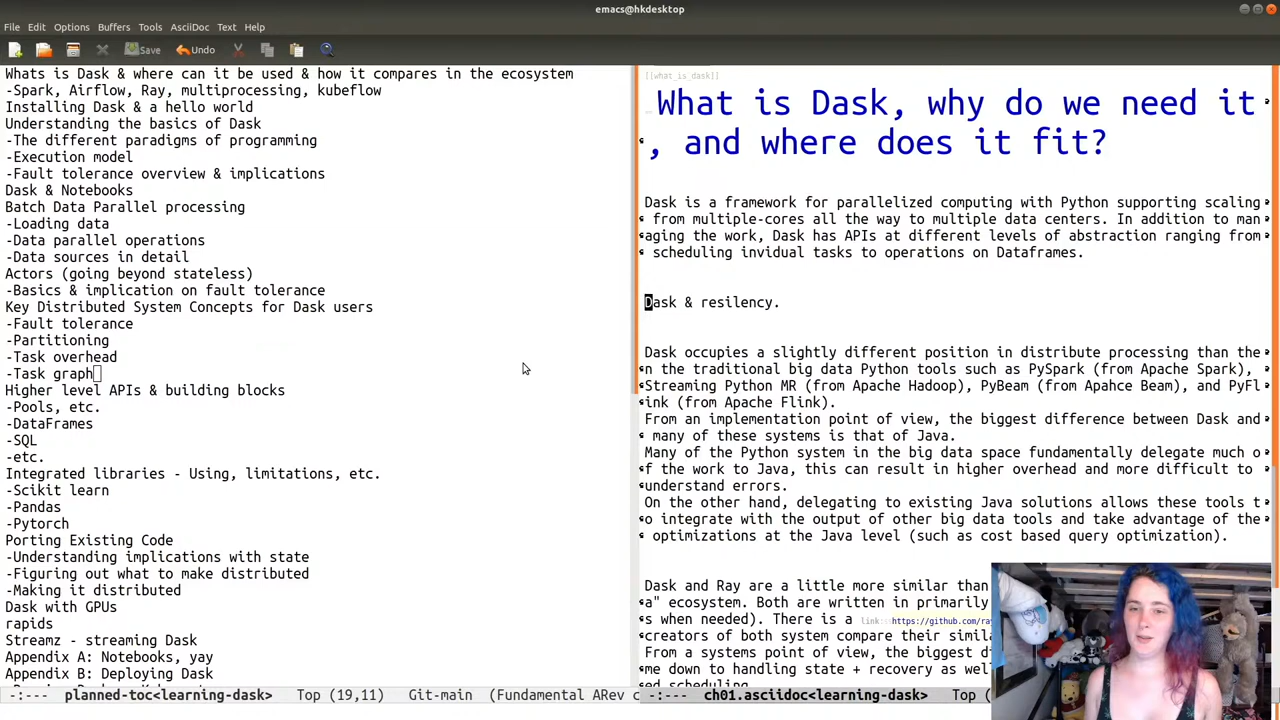 emacs@hkdesktop
File Edit Options Buffers Tools AsciiDoc Text Help
Save Undo
Whats is Dask & where can it be used & how it compares in the ecosystem
-Spark, Airflow, Ray, multiprocessing, kubeflow
Installing Dask & a hello world
Understanding the basics of Dask
-The different paradigms of programming
-Execution model
-Fault tolerance overview & implications
Dask & Notebooks
Batch Data Parallel processing
-Loading data
-Data parallel operations
-Data sources in detail
Actors (going beyond stateless)
-Basics & implication on fault tolerance
Key Distributed System Concepts for Dask users
-Fault tolerance
-Partitioning
-Task overhead
-Task graph
Higher level APIs & building blocks
-Pools, etc.
-DataFrames
-SQL
-etc.
Integrated libraries - Using, limitations, etc.
-Scikit learn
-Pandas
-Pytorch
Porting Existing Code
-Understanding implications with state
-Figuring out what to make distributed
-Making it distributed
Dask with GPUs
rapids
Streamz - streaming Dask
Appendix A: Notebooks, yay
Appendix B: Deploying Dask
-:--- planned-toc<learning-dask> Top (19,11) Git-main (Fundamental ARev c
[[what_is_dask]]
What is Dask, why do we need it
, and where does it fit?
Dask is a framework for parallelized computing with Python supporting scaling
from multiple-cores all the way to multiple data centers. In addition to man
aging the work, Dask has APIs at different levels of abstraction ranging from
scheduling invidual tasks to operations on Dataframes.
Dask & resilency.
Dask occupies a slightly different position in distribute processing than the
n the traditional big data Python tools such as PySpark (from Apache Spark),
Streaming Python MR (from Apache Hadoop), PyBeam (from Apahce Beam), and PyFl
ink (from Apache Flink).
From an implementation point of view, the biggest difference between Dask and
many of these systems is that of Java.
Many of the Python system in the big data space fundamentally delegate much o
f the work to Java, this can result in higher overhead and more difficult to
understand errors.
On the other hand, delegating to existing Java solutions allows these tools t
o integrate with the output of other big data tools and take advantage of the
optimizations at the Java level (such as cost based query optimization).
Dask and Ray are a little more similar than
a" ecosystem. Both are written in primarily
s when needed). There is a link: https://github.com/ra
creators of both system compare their simila
From a systems point of view, the biggest d
me down to handling state + recovery as well
ed scheduling
-:--- ch01.asciidoc<learning-dask> Top (